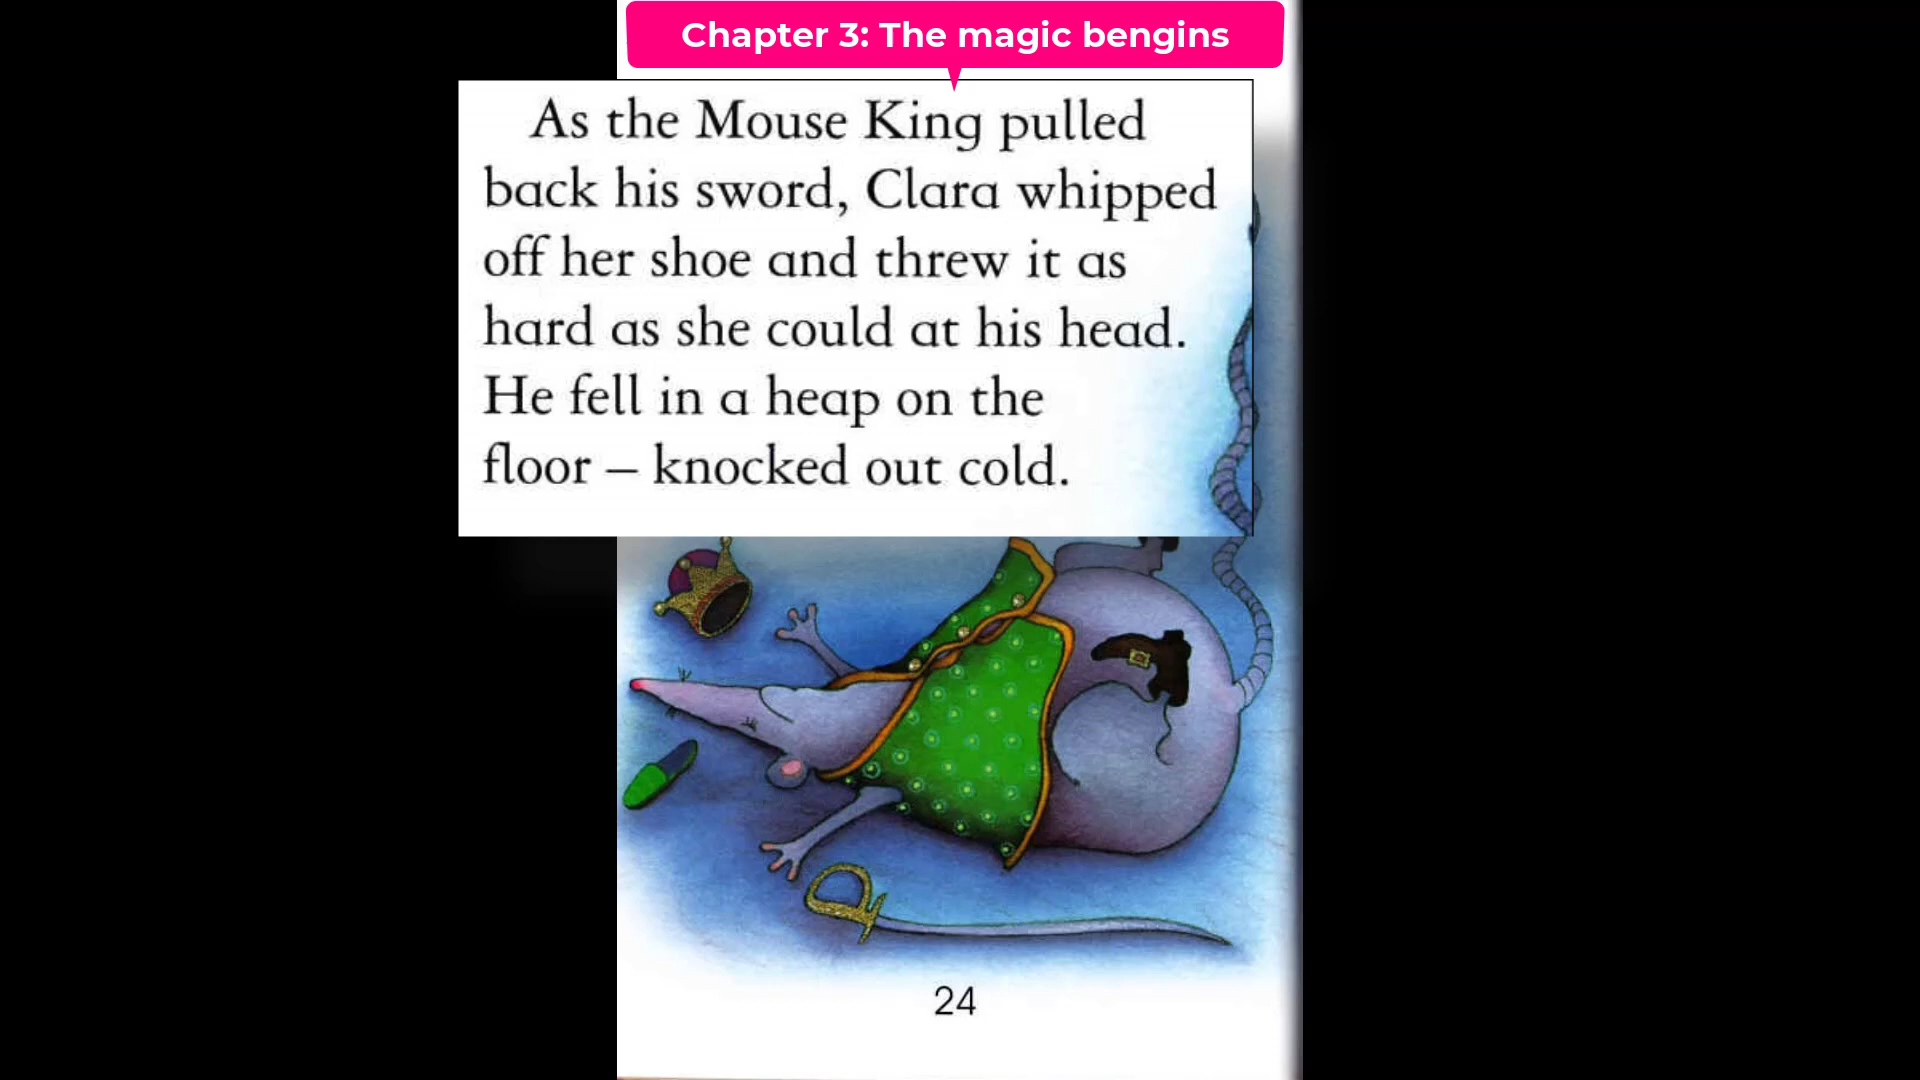 Chapter 3: The magic bengins
As the Mouse King pulled
back his sword, Clara whipped
off her shoe and threw it as
hard as she could at his head.
He fell in a heap on the
floor – knocked out cold.
24